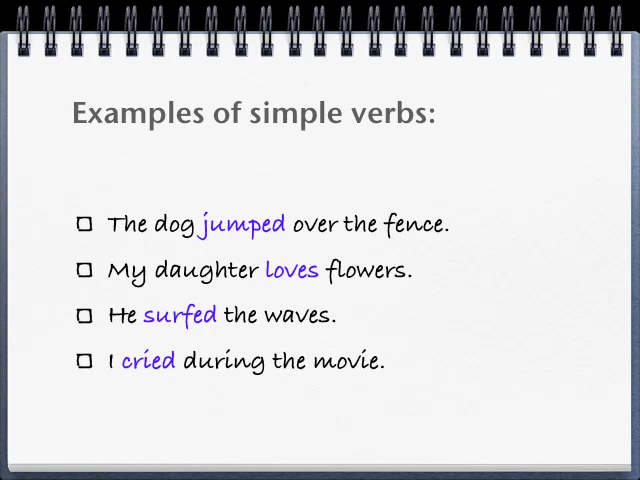 Examples of simple verbs:
The dog jumped over the fence.
My daughter loves flowers.
He surfed the waves.
I cried during the movie.